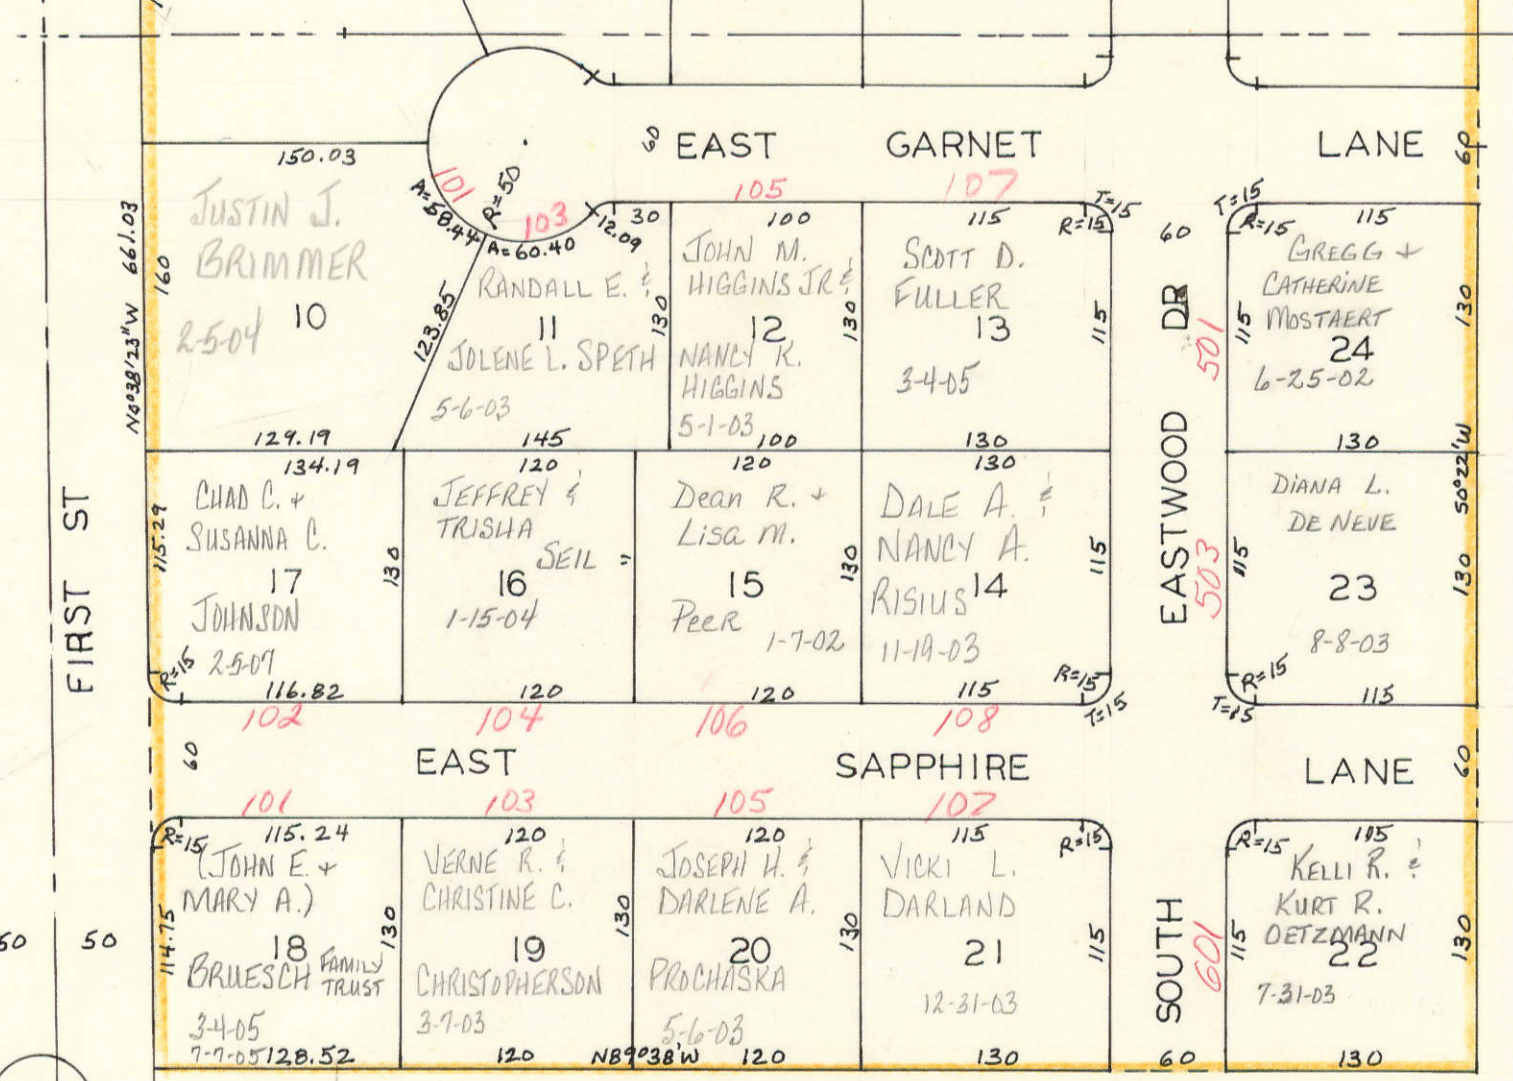 60
EAST GARNET LANE
60
150.03
101
R=50
A=58.44
103
A=60.40
12.09
105
107
JUSTIN J.
BRIMMER
10
2-5-04
160
N0°38'23"W 661.03
129.19
123.85
30
RANDALL E. &
11
JOLENE L. SPETH
5-6-03
130
145
100
JOHN M.
HIGGINS JR &
12
NANCY K.
HIGGINS
5-1-03
130
100
115
R=15
T=15
SCOTT D.
FULLER
13
3-4-05
115
130
60
T=15
R=15
115
GREGG +
CATHERINE
MOSTAERT
24
6-25-02
115
130
130
501
SOUTH EASTWOOD DR
FIRST ST
134.19
CHAD C. +
SUSANNA C.
17
JOHNSON
2-5-07
115.29
R=15
130
116.82
102
120
JEFFREY &
TRISHA
SEIL "
16
1-15-04
120
104
120
Dean R. +
Lisa M.
15
Peer
1-7-02
130
120
106
130
DALE A. &
NANCY A.
RISIUS 14
11-19-03
115
R=15
T=15
115
108
503
DIANA L.
DE NEVE
23
8-8-03
115
R=15
T=15
115
130
S0°22'W
60
EAST SAPPHIRE LANE
60
101
103
105
107
R=15
115.24
(JOHN E. +
MARY A.)
18
BRUESCH FAMILY
TRUST
3-4-05
7-7-05
114.75
130
128.52
120
VERNE R. &
CHRISTINE C.
19
CHRISTOPHERSON
3-7-03
130
120
120
JOSEPH H. &
DARLENE A.
20
PROCHASKA
5-6-03
130
N89°38'W
120
115
R=15
VICKI L.
DARLAND
21
12-31-03
115
130
601
60
R=15
115
KELLI R. &
KURT R.
OETZMANN
22
7-31-03
115
130
130
50
50